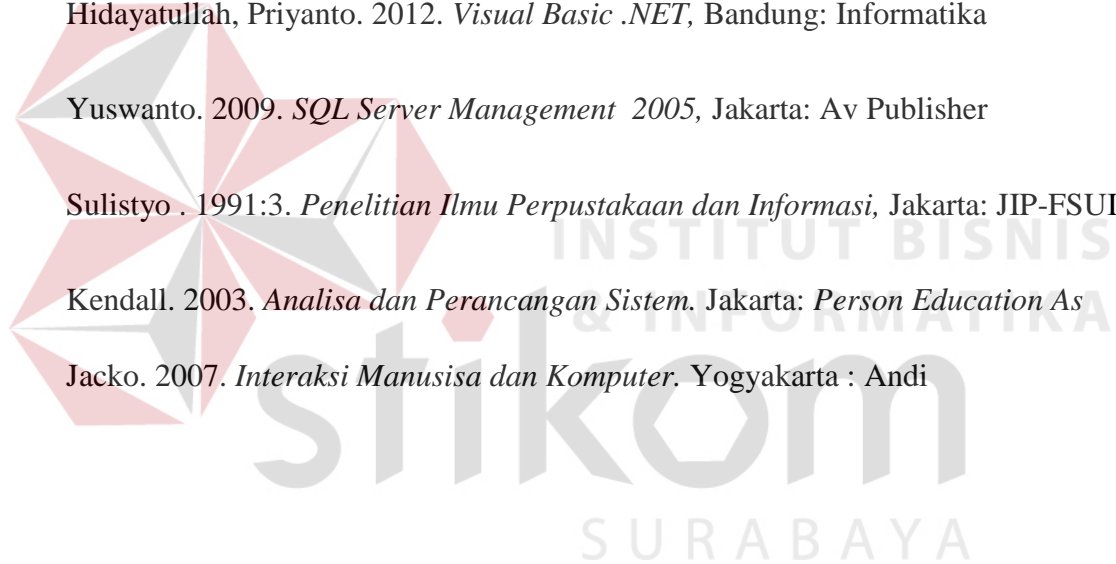 Hidayatullah, Priyanto. 2012. Visual Basic .NET, Bandung: Informatika
Yuswanto. 2009. SQL Server Management 2005, Jakarta: Av Publisher
Sulistyo . 1991:3. Penelitian Ilmu Perpustakaan dan Informasi, Jakarta: JIP-FSUI
INSTITUT BISNIS
Kendall. 2003. Analisa dan Perancangan Sistem. Jakarta: Person Education As
& INFORMATIKA
Jacko. 2007. Interaksi Manusisa dan Komputer. Yogyakarta : Andi
stikom
SURABAYA